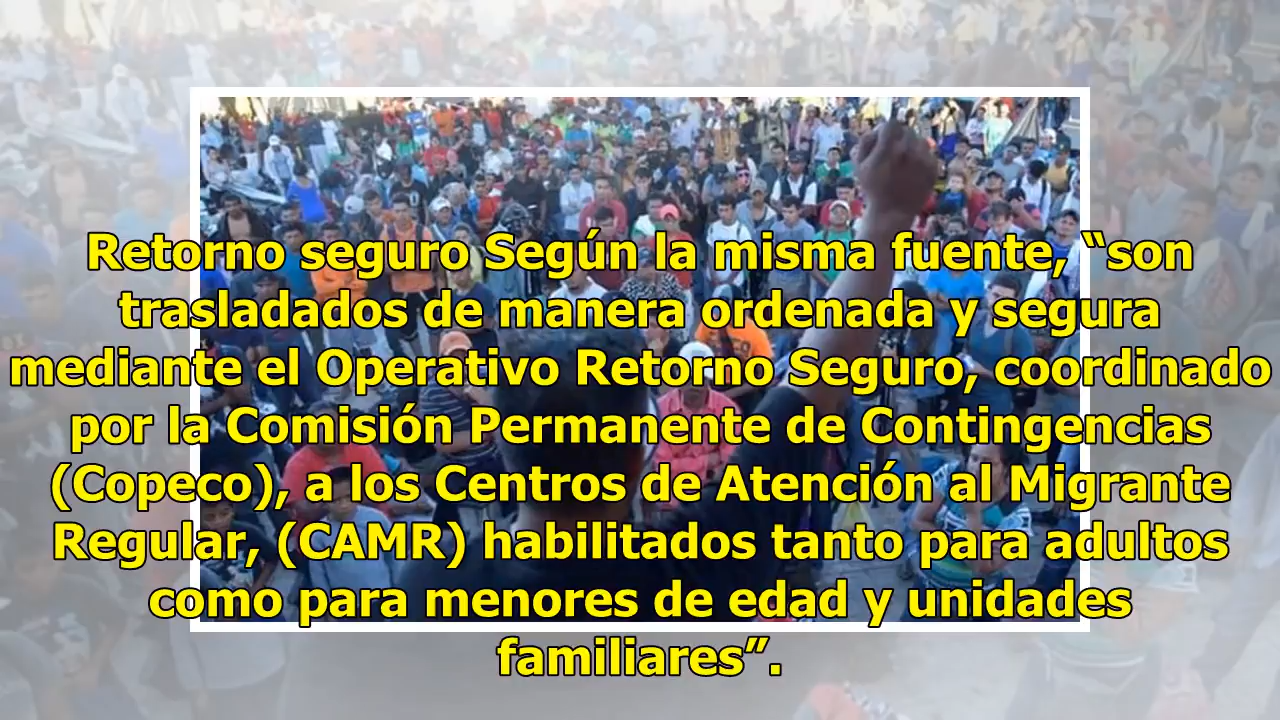 Retorno seguro Según la misma fuente, “son
trasladados de manera ordenada y segura
mediante el Operativo Retorno Seguro, coordinado
por la Comisión Permanente de Contingencias
(Copeco), a los Centros de Atención al Migrante
Regular, (CAMR) habilitados tanto para adultos
como para menores de edad y unidades
familiares”.